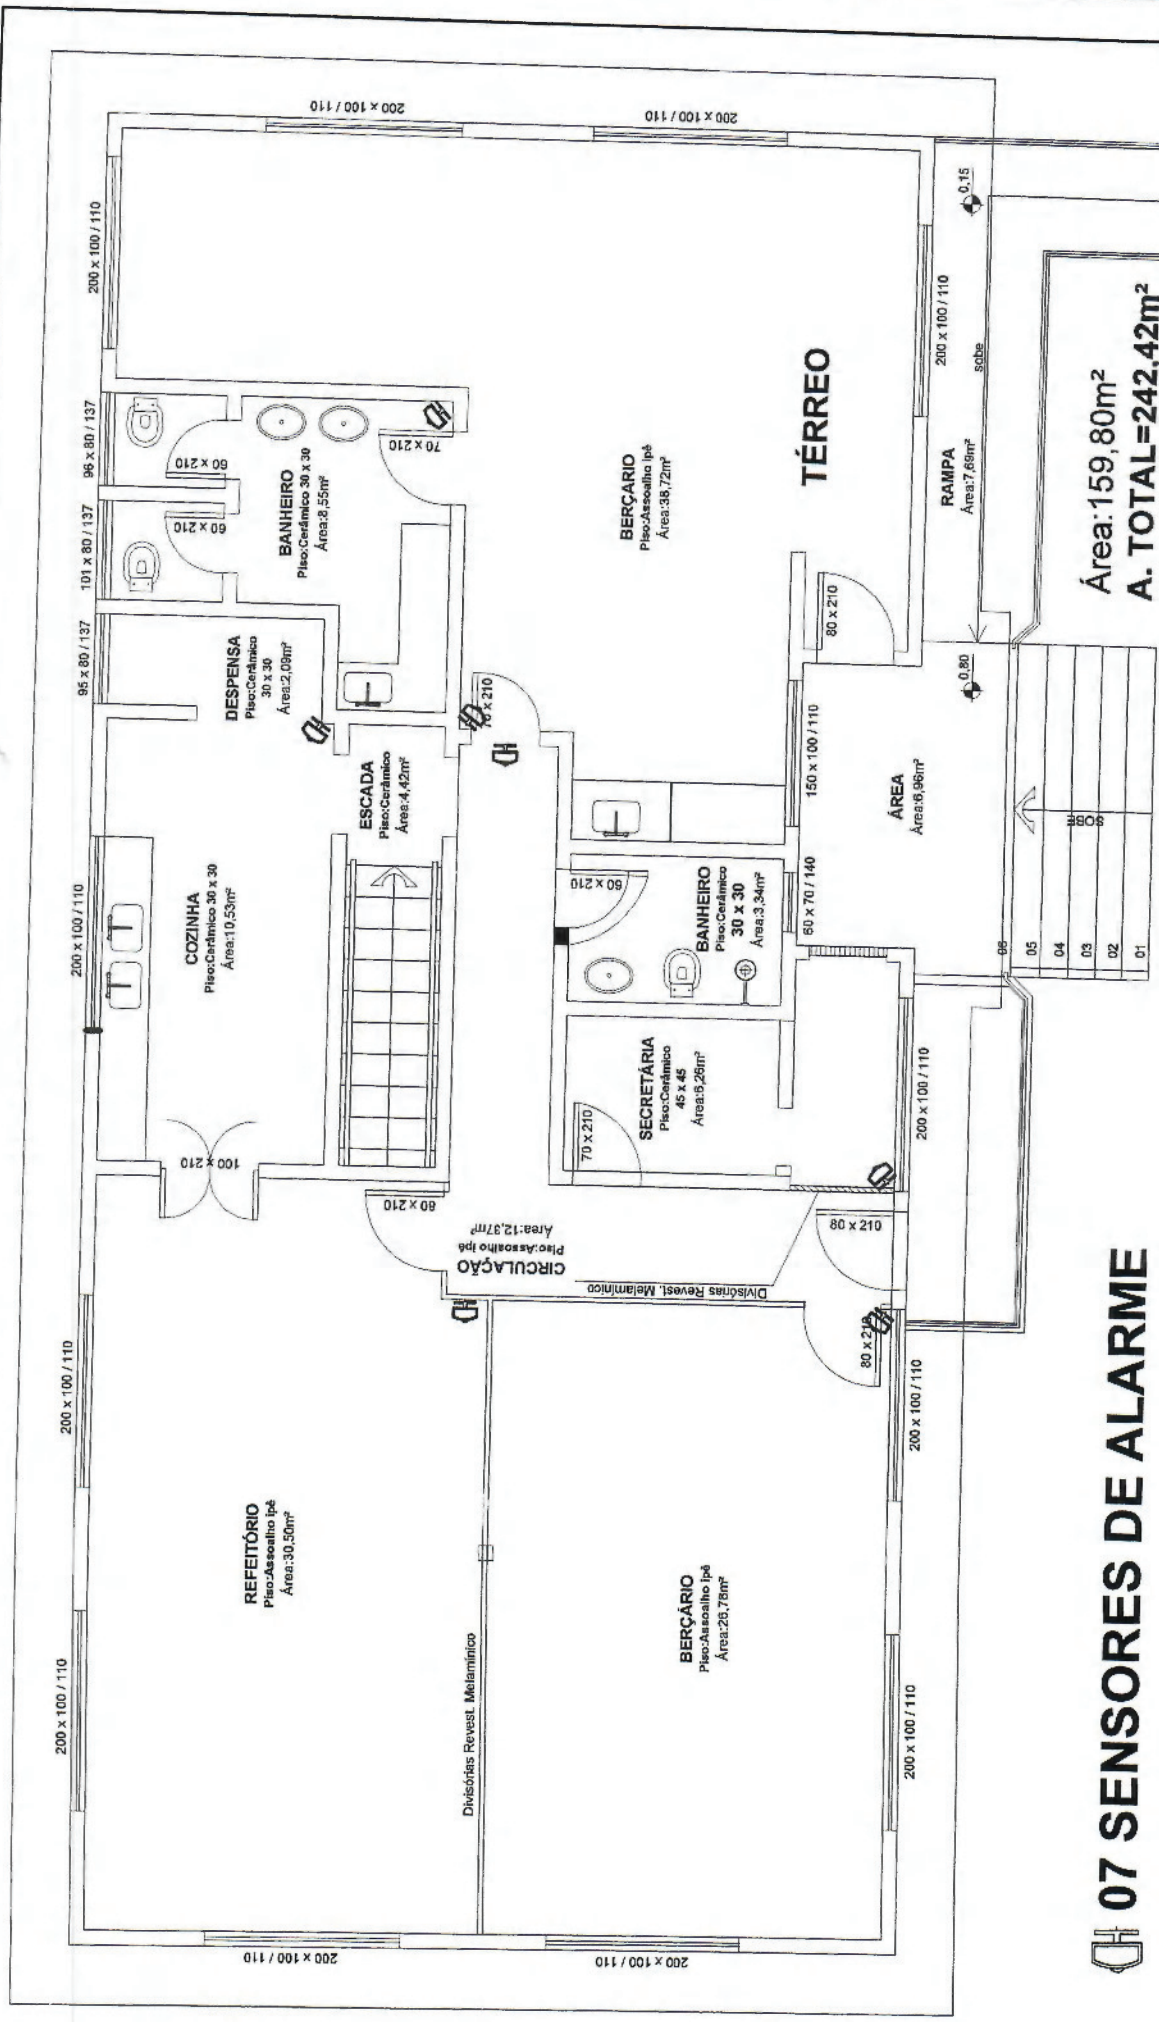 200 x 100 / 110
200 x 100 / 110
200 x 100 / 110
95 x 80 / 137
101 x 80 / 137
96 x 80 / 137
200 x 100 / 110
200 x 100 / 110
200 x 100 / 110
REFEITÓRIO
Piso:Assoalho ipê
Área:30,50m²
100 x 210
COZINHA
Piso:Cerâmico 30 x 30
Área:10,53m²
DESPENSA
Piso:Cerâmico
30 x 30
Área:2,09m²
60 x 210
60 x 210
BANHEIRO
Piso:Cerâmico 30 x 30
Área:8,55m²
70 x 210
ESCADA
Piso:Cerâmico
Área:4,42m²
80 x 210
70 x 210
CIRCULAÇÃO
Piso:Assoalho ipê
Área:12,37m²
Divisórias Revest. Melamínico
Divisórias Revest. Melamínico
BERÇARIO
Piso:Assoalho ipê
Área:38,72m²
60 x 210
BANHEIRO
Piso:Cerâmico
30 x 30
Área:3,34m²
SECRETÁRIA
Piso:Cerâmico
45 x 45
Área:6,26m²
70 x 210
BERÇÁRIO
Piso:Assoalho ipê
Área:26,78m²
80 x 210
80 x 210
80 x 210
60 x 70 / 140
150 x 100 / 110
TÉRREO
200 x 100 / 110
200 x 100 / 110
200 x 100 / 110
200 x 100 / 110
200 x 100 / 110
200 x 100 / 110
ÁREA
Área:6,96m²
0,80
RAMPA
Área:7,69m²
sobe
0,15
SOBE
06
05
04
03
02
01
Área:159,80m²
A. TOTAL=242,42m²
07 SENSORES DE ALARME